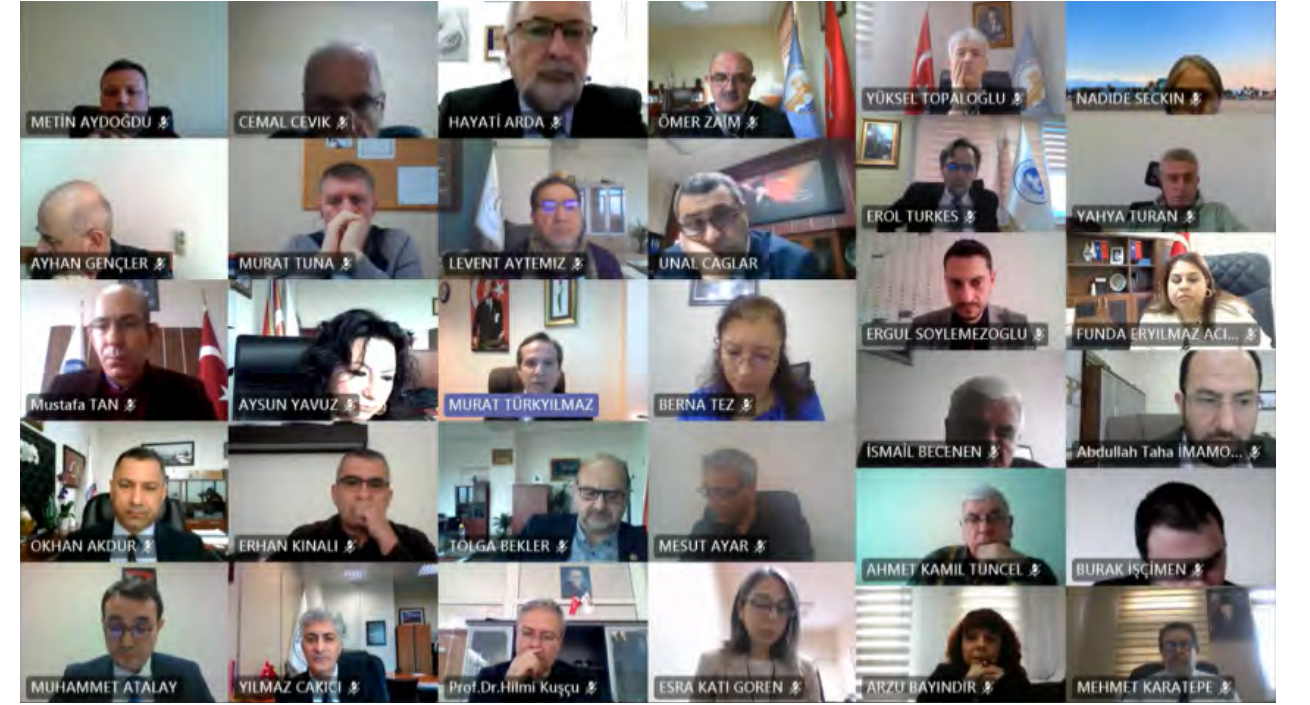 METİN AYDOĞDU
CEMAL CEVIK
HAYATİ ARDA
ÖMER ZAİM
YÜKSEL TOPALOĞLU
NADIDE SECKIN
AYHAN GENÇLER
MURAT TUNA
LEVENT AYTEMIZ
UNAL CAGLAR
EROL TURKES
YAHYA TURAN
Mustafa TAN
AYSUN YAVUZ
MURAT TÜRKYILMAZ
BERNA TEZ
ERGUL SOYLEMEZOGLU
FUNDA ERYILMAZ ACI...
OKHAN AKDUR
ERHAN KINALI
TOLGA BEKLER
MESUT AYAR
İSMAİL BECENEN
Abdullah Taha İMAMO...
AHMET KAMIL TUNCEL
BURAK İŞÇİMEN
MUHAMMET ATALAY
YILMAZ CAKICI
Prof.Dr.Hilmi Kuşçu
ESRA KATI GOREN
ARZU BAYINDIR
MEHMET KARATEPE